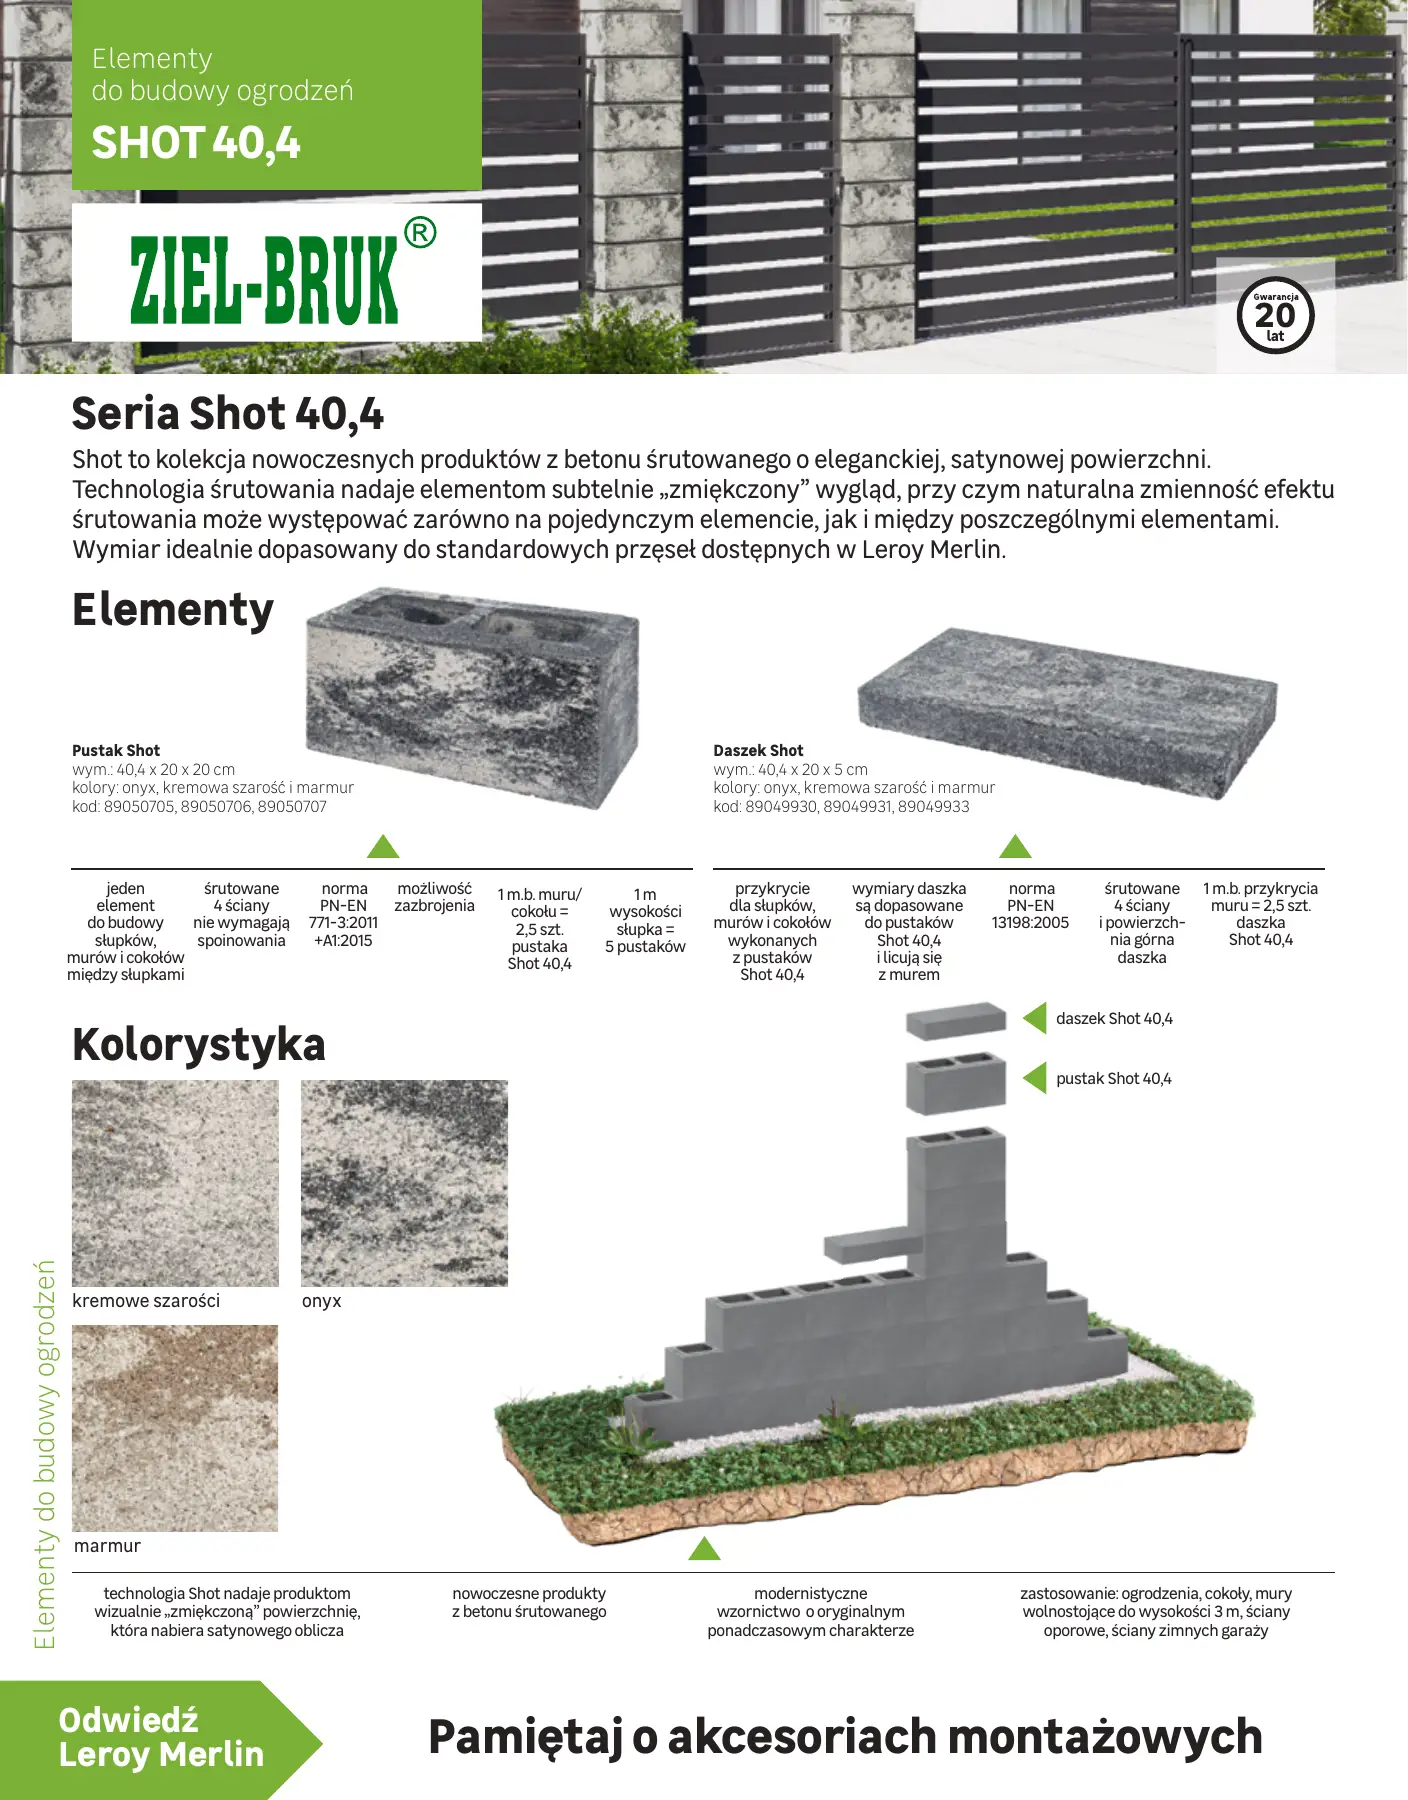 Elementy
do budowy ogrodzeń
SHOT 40,4
ZIEL-BRUK®
Gwarancja
20
lat
Seria Shot 40,4
Shot to kolekcja nowoczesnych produktów z betonu śrutowanego o eleganckiej, satynowej powierzchni.
Technologia śrutowania nadaje elementom subtelnie „zmiękczony” wygląd, przy czym naturalna zmienność efektu
śrutowania może występować zarówno na pojedynczym elemencie, jak i między poszczególnymi elementami.
Wymiar idealnie dopasowany do standardowych przęseł dostępnych w Leroy Merlin.
Elementy
Pustak Shot
wym.: 40,4 x 20 x 20 cm
kolory: onyx, kremowa szarość i marmur
kod: 89050705, 89050706, 89050707
Daszek Shot
wym.: 40,4 x 20 x 5 cm
kolory: onyx, kremowa szarość i marmur
kod: 89049930, 89049931, 89049933
jeden
element
do budowy
słupków,
murów i cokołów
między słupkami
śrutowane
4 ściany
nie wymagają
spoinowania
norma
PN-EN
771-3:2011
+A1:2015
możliwość
zazbrojenia
1 m.b. muru/
cokołu =
2,5 szt.
pustaka
Shot 40,4
1 m
wysokości
słupka =
5 pustaków
przykrycie
dla słupków,
murów i cokołów
wykonanych
z pustaków
Shot 40,4
wymiary daszka
są dopasowane
do pustaków
Shot 40,4
i licują się
z murem
norma
PN-EN
13198:2005
śrutowane
4 ściany
i powierzch-
nia górna
daszka
1 m.b. przykrycia
muru = 2,5 szt.
daszka
Shot 40,4
Kolorystyka
daszek Shot 40,4
pustak Shot 40,4
kremowe szarości
onyx
marmur
Elementy do budowy ogrodzeń
technologia Shot nadaje produktom
wizualnie „zmiękczoną” powierzchnię,
która nabiera satynowego oblicza
nowoczesne produkty
z betonu śrutowanego
modernistyczne
wzornictwo o oryginalnym
ponadczasowym charakterze
zastosowanie: ogrodzenia, cokoły, mury
wolnostojące do wysokości 3 m, ściany
oporowe, ściany zimnych garaży
Odwiedź
Leroy Merlin
Pamiętaj o akcesoriach montażowych